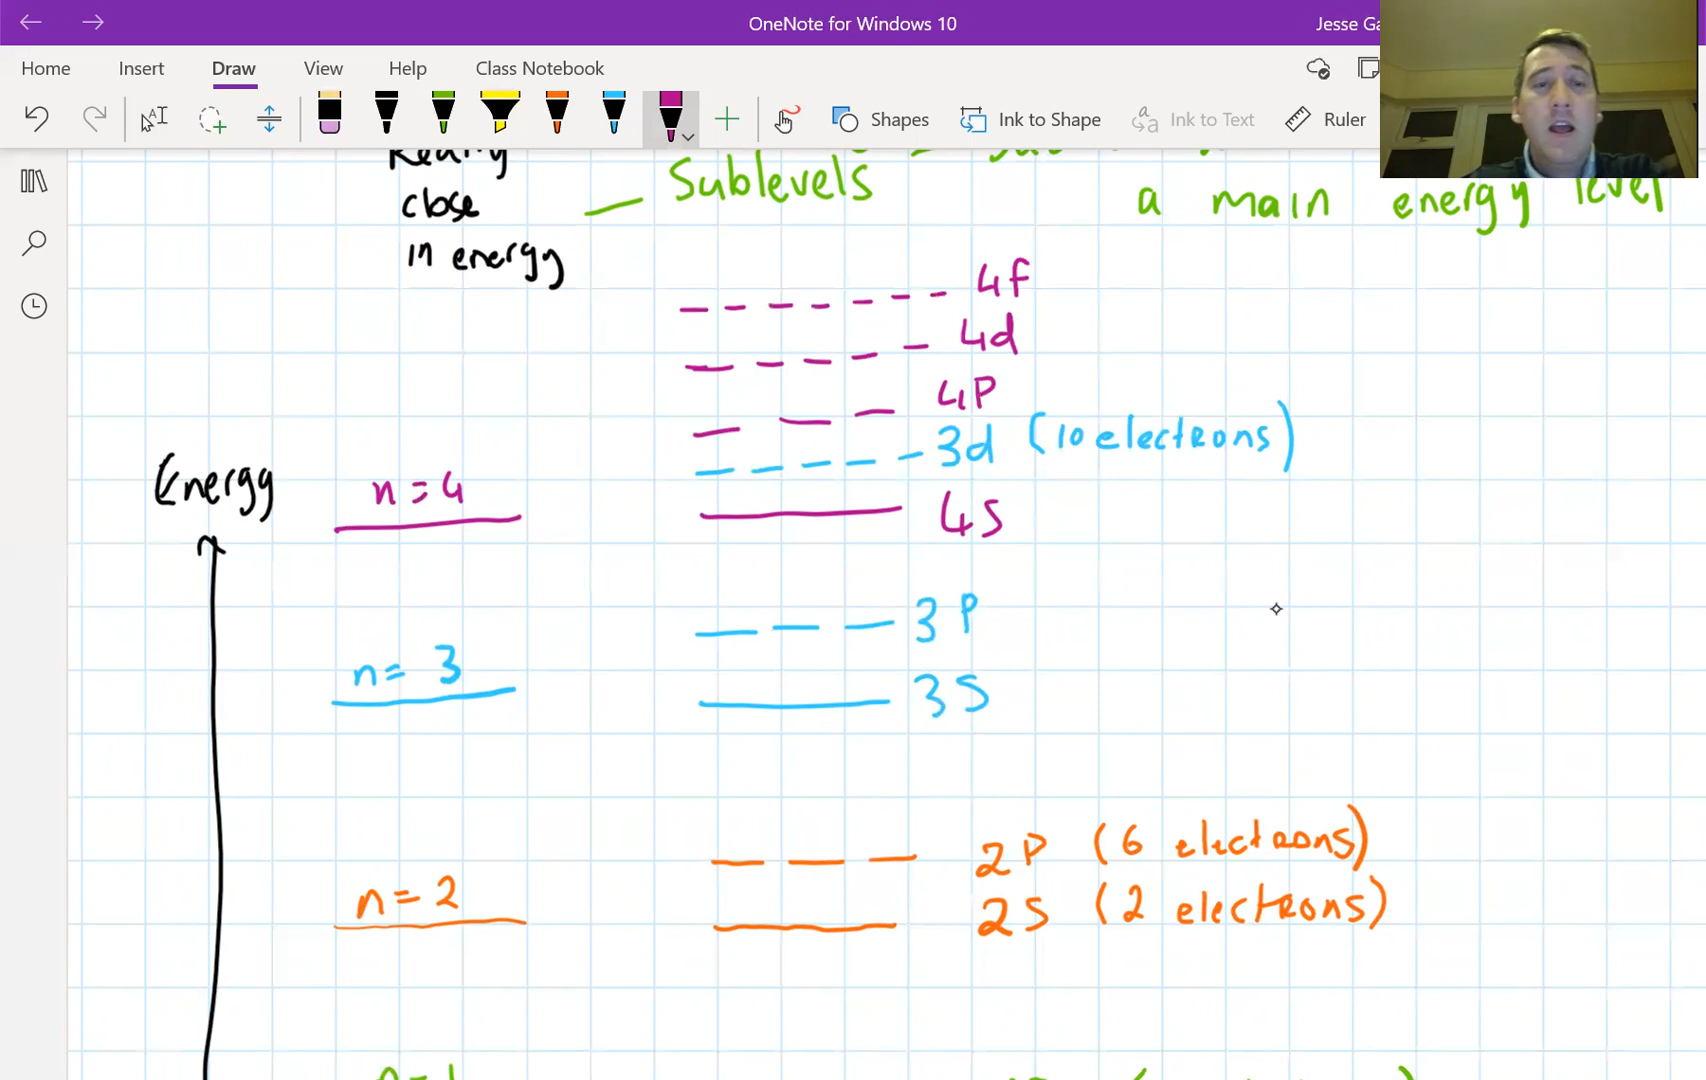 OneNote for Windows 10
Jesse
Home Insert Draw View Help Class Notebook
Shapes Ink to Shape Ink to Text Ruler
Really
close
in energy
— Sublevels
a main energy level
4f
4d
4P
3d (10 electrons)
4s
Energy
n = 4
3P
n = 3
3S
2P (6 electrons)
n = 2
2S (2 electrons)